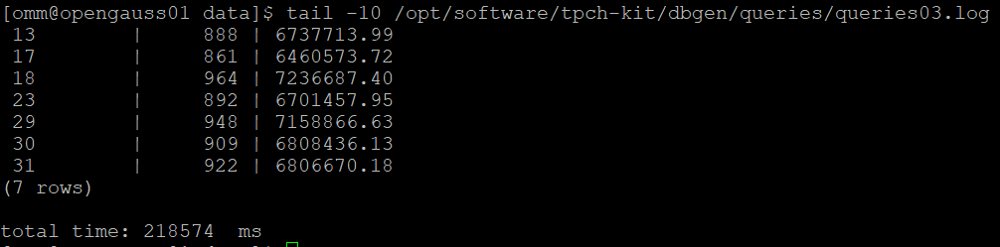 [omm@opengauss01 data]$ tail -10 /opt/software/tpch-kit/dbgen/queries/queries03.log
 13        |     888 | 6737713.99
 17        |     861 | 6460573.72
 18        |     964 | 7236687.40
 23        |     892 | 6701457.95
 29        |     948 | 7158866.63
 30        |     909 | 6808436.13
 31        |     922 | 6806670.18
(7 rows)
total time: 218574  ms